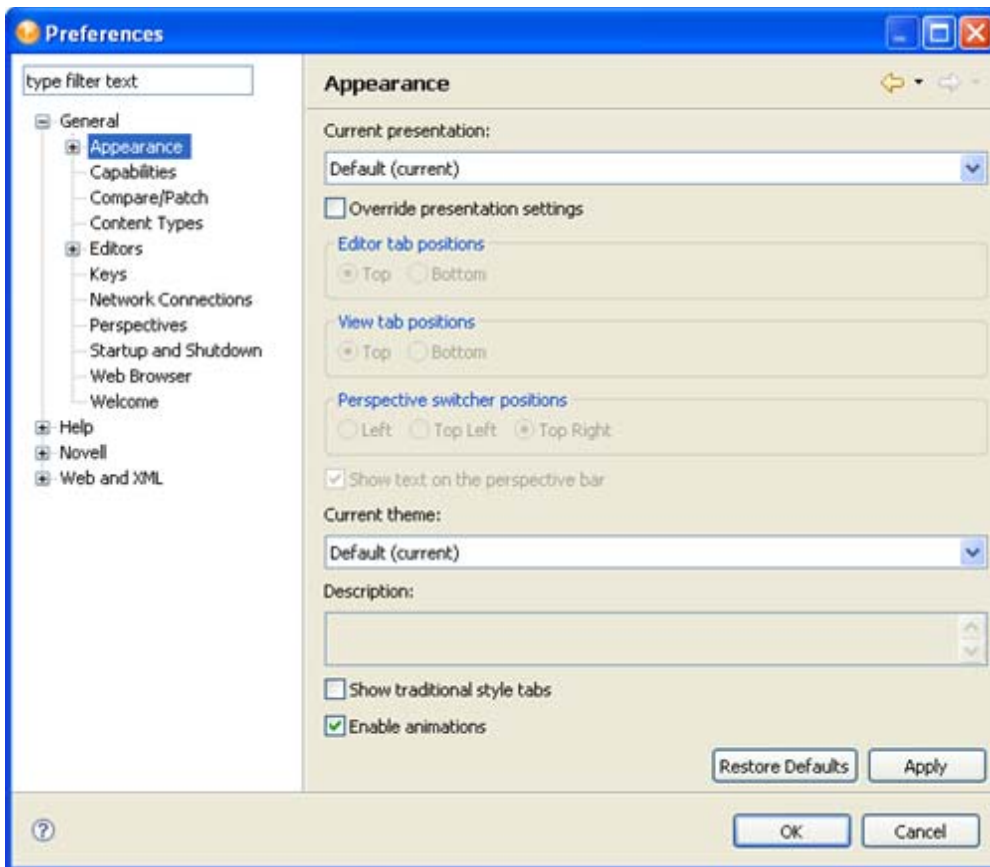 Preferences
type filter text
General
Appearance
Capabilities
Compare/Patch
Content Types
Editors
Keys
Network Connections
Perspectives
Startup and Shutdown
Web Browser
Welcome
Help
Novell
Web and XML
Appearance
Current presentation:
Default (current)
Override presentation settings
Editor tab positions
Top Bottom
View tab positions
Top Bottom
Perspective switcher positions
Left Top Left Top Right
Show text on the perspective bar
Current theme:
Default (current)
Description:
Show traditional style tabs
Enable animations
Restore Defaults Apply
? OK Cancel